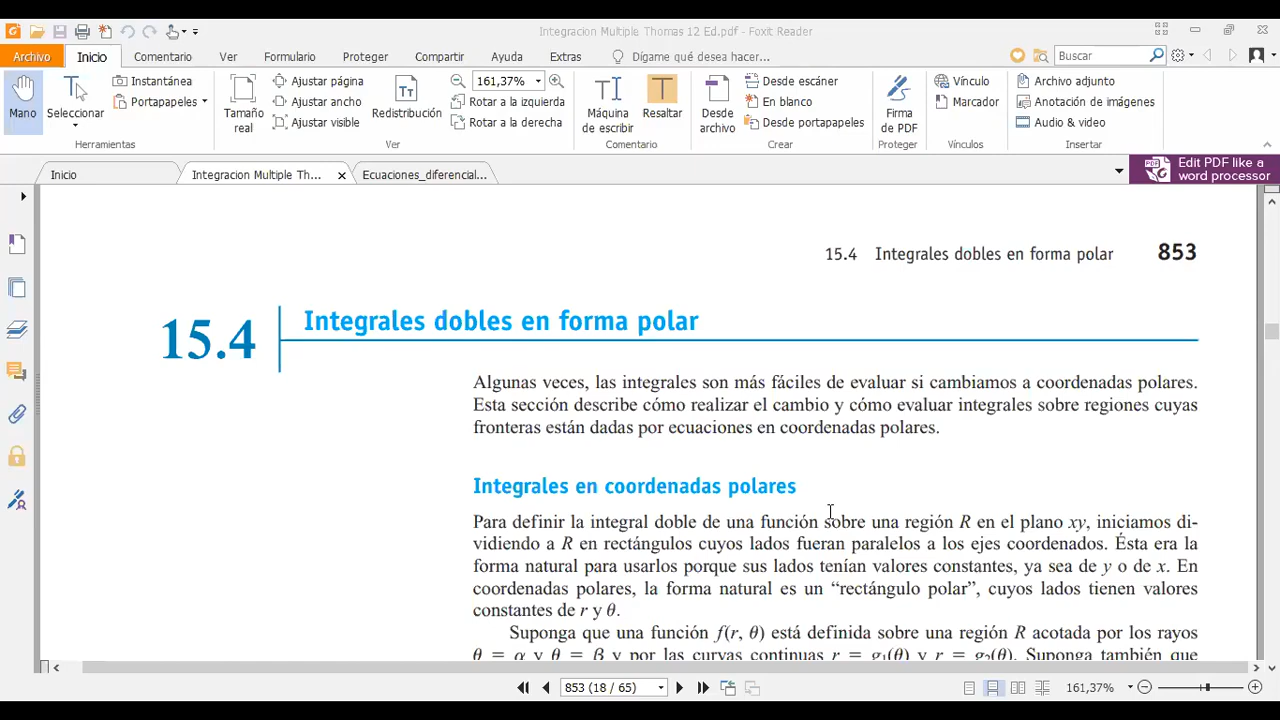 Integracion Multiple Thomas 12 Ed.pdf - Foxit Reader
Archivo Inicio Comentario Ver Formulario Proteger Compartir Ayuda Extras Dígame qué desea hacer... Buscar
Mano
Seleccionar
Instantánea
Portapapeles
Herramientas
Tamaño real
Ajustar página
Ajustar ancho
Ajustar visible
Redistribución
161,37%
Rotar a la izquierda
Rotar a la derecha
Ver
Máquina de escribir
Resaltar
Comentario
Desde archivo
Desde escáner
En blanco
Desde portapapeles
Crear
Firma de PDF
Proteger
Vínculo
Marcador
Vínculos
Archivo adjunto
Anotación de imágenes
Audio & video
Insertar
Inicio Integracion Multiple Th... Ecuaciones_diferencial...
Edit PDF like a
word processor
15.4 Integrales dobles en forma polar 853
15.4 Integrales dobles en forma polar
Algunas veces, las integrales son más fáciles de evaluar si cambiamos a coordenadas polares.
Esta sección describe cómo realizar el cambio y cómo evaluar integrales sobre regiones cuyas
fronteras están dadas por ecuaciones en coordenadas polares.
Integrales en coordenadas polares
Para definir la integral doble de una función sobre una región R en el plano xy, iniciamos di-
vidiendo a R en rectángulos cuyos lados fueran paralelos a los ejes coordenados. Ésta era la
forma natural para usarlos porque sus lados tenían valores constantes, ya sea de y o de x. En
coordenadas polares, la forma natural es un “rectángulo polar”, cuyos lados tienen valores
constantes de r y θ.
Suponga que una función f(r, θ) está definida sobre una región R acotada por los rayos
θ = α y θ = β y por las curvas continuas r = g₁(θ) y r = g₂(θ). Suponga también que
853 (18 / 65) 161,37%